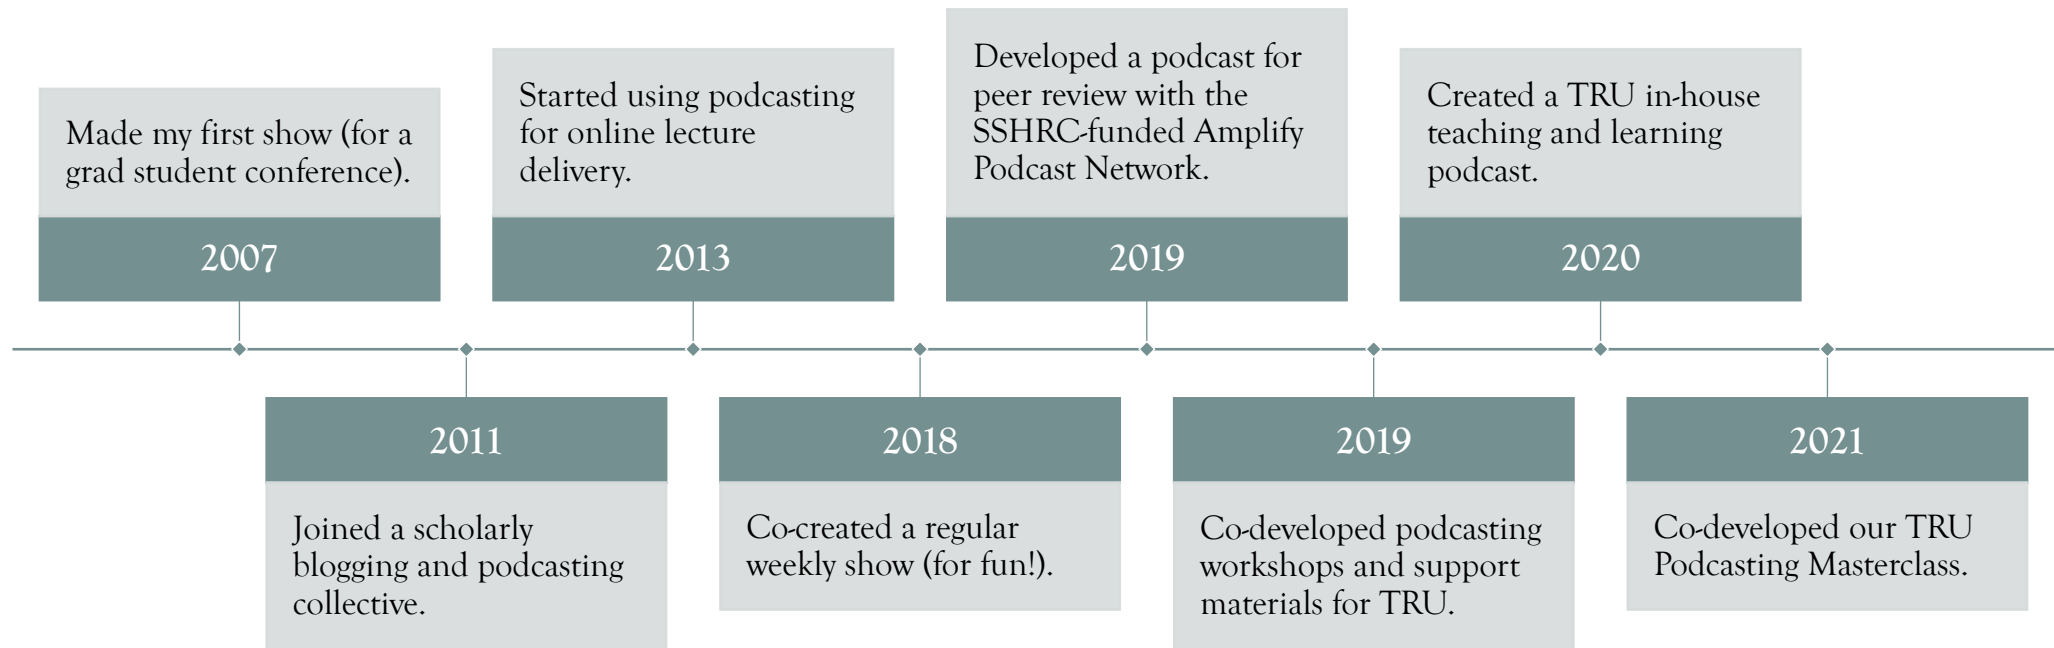 Made my first show (for a
grad student conference).
2007
2011
Joined a scholarly
blogging and podcasting
collective.
Started using podcasting
for online lecture
delivery.
2013
2018
Co-created a regular
weekly show (for fun!).
Developed a podcast for
peer review with the
SSHRC-funded Amplify
Podcast Network.
2019
2019
Co-developed podcasting
workshops and support
materials for TRU.
Created a TRU in-house
teaching and learning
podcast.
2020
2021
Co-developed our TRU
Podcasting Masterclass.